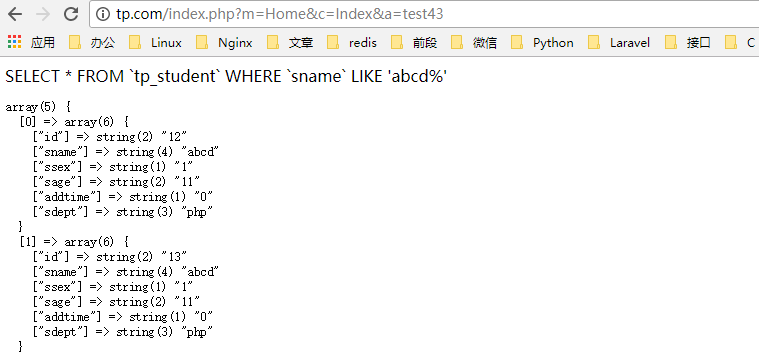 tp.com/index.php?m=Home&c=Index&a=test43
应用 办公 Linux Nginx 文章 redis 前段 微信 Python Laravel 接口 C
SELECT * FROM `tp_student` WHERE `sname` LIKE 'abcd%'
array(5) {
  [0] => array(6) {
    ["id"] => string(2) "12"
    ["sname"] => string(4) "abcd"
    ["ssex"] => string(1) "1"
    ["sage"] => string(2) "11"
    ["addtime"] => string(1) "0"
    ["sdept"] => string(3) "php"
  }
  [1] => array(6) {
    ["id"] => string(2) "13"
    ["sname"] => string(4) "abcd"
    ["ssex"] => string(1) "1"
    ["sage"] => string(2) "11"
    ["addtime"] => string(1) "0"
    ["sdept"] => string(3) "php"
  }